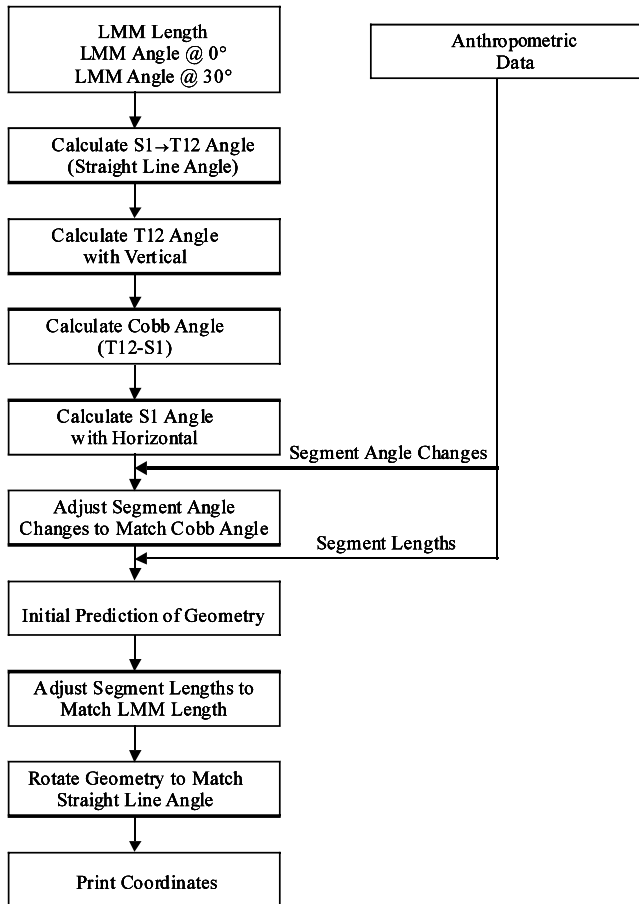 LMM Length
LMM Angle @ 0°
LMM Angle @ 30°
Anthropometric
Data
Calculate S1→T12 Angle
(Straight Line Angle)
Calculate T12 Angle
with Vertical
Calculate Cobb Angle
(T12-S1)
Calculate S1 Angle
with Horizontal
Segment Angle Changes
Adjust Segment Angle
Changes to Match Cobb Angle
Segment Lengths
Initial Prediction of Geometry
Adjust Segment Lengths to
Match LMM Length
Rotate Geometry to Match
Straight Line Angle
Print Coordinates